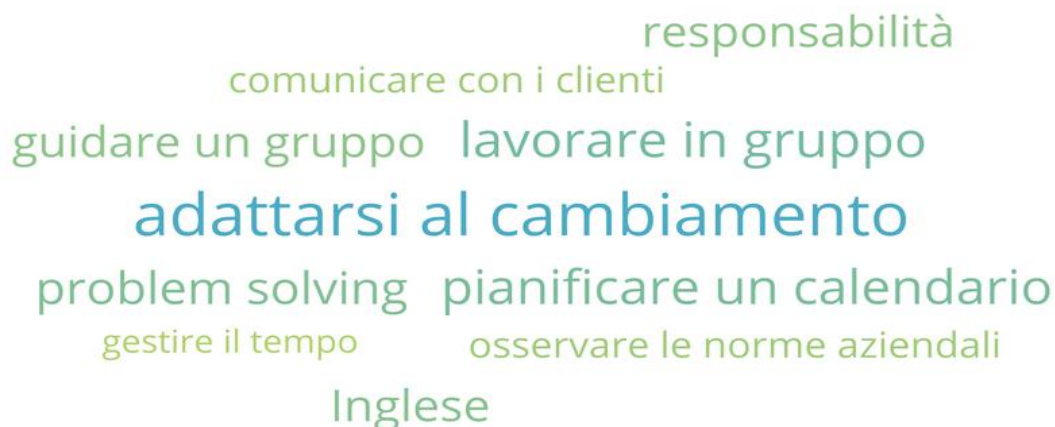 responsabilità
comunicare con i clienti
guidare un gruppo lavorare in gruppo
adattarsi al cambiamento
problem solving pianificare un calendario
gestire il tempo osservare le norme aziendali
Inglese